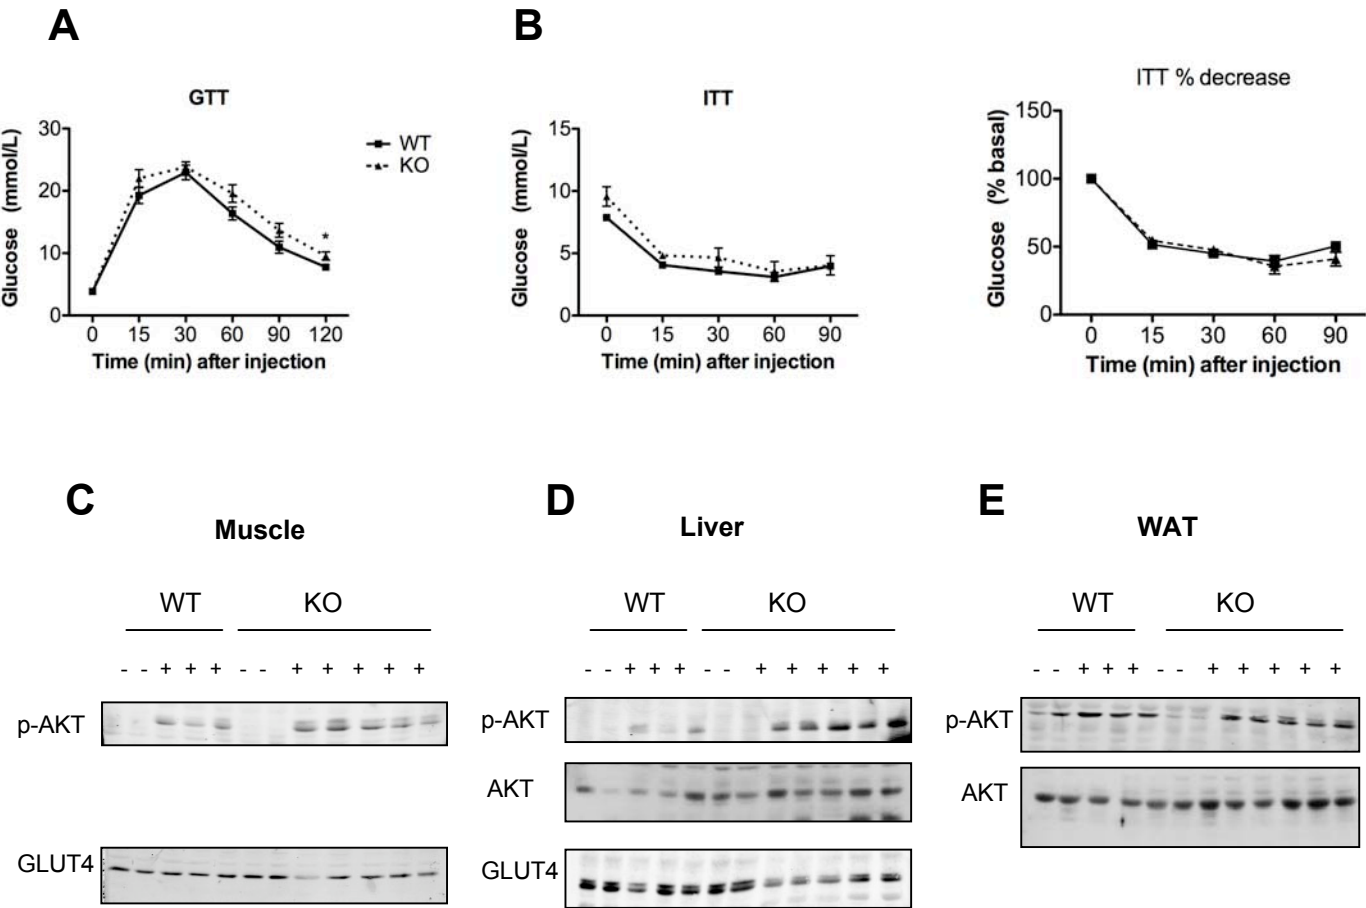 A
GTT
Glucose (mmol/L)
30
20
10
0
*
0 15 30 60 90 120
Time (min) after injection
WT
KO
B
ITT
Glucose (mmol/L)
15
10
5
0
0 15 30 60 90
Time (min) after injection
ITT % decrease
Glucose (% basal)
150
100
50
0
0 15 30 60 90
Time (min) after injection
C
Muscle
WT KO
- - + + + - - + + + + +
p-AKT
GLUT4
D
Liver
WT KO
- - + + + - - + + + + +
p-AKT
AKT
GLUT4
E
WAT
WT KO
- - + + + - - + + + + +
p-AKT
AKT